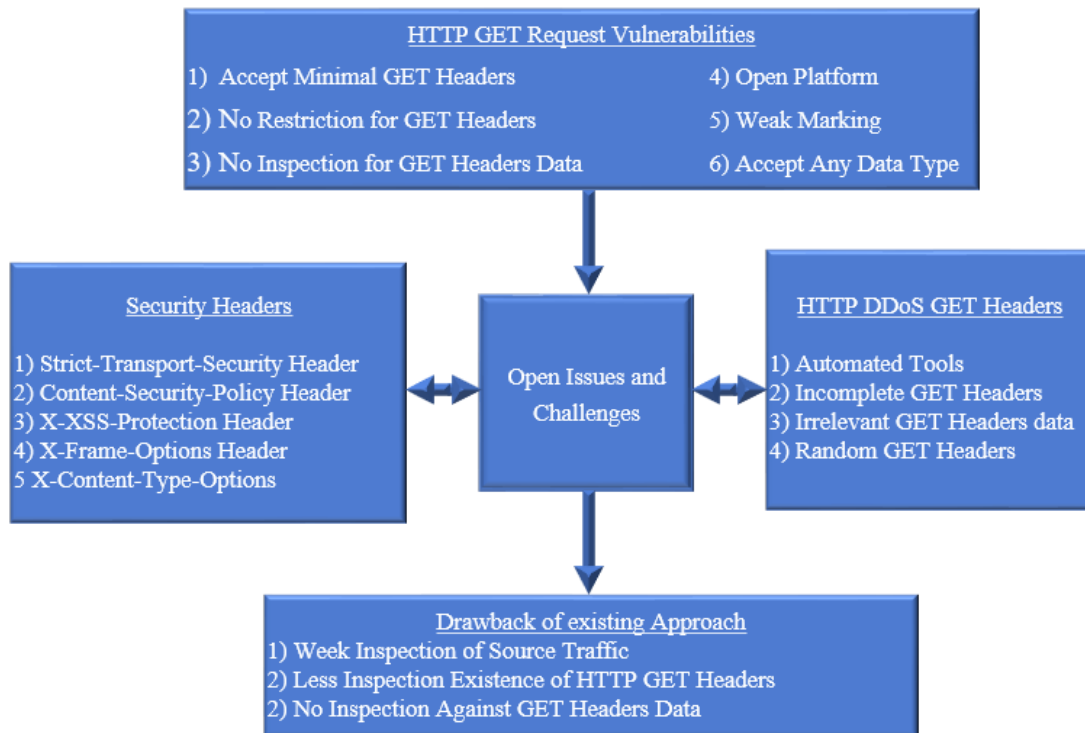 HTTP GET Request Vulnerabilities
1) Accept Minimal GET Headers
2) No Restriction for GET Headers
3) No Inspection for GET Headers Data
4) Open Platform
5) Weak Marking
6) Accept Any Data Type
Security Headers
1) Strict-Transport-Security Header
2) Content-Security-Policy Header
3) X-XSS-Protection Header
4) X-Frame-Options Header
5 X-Content-Type-Options
Open Issues and
Challenges
HTTP DDoS GET Headers
1) Automated Tools
2) Incomplete GET Headers
3) Irrelevant GET Headers data
4) Random GET Headers
Drawback of existing Approach
1) Week Inspection of Source Traffic
2) Less Inspection Existence of HTTP GET Headers
2) No Inspection Against GET Headers Data